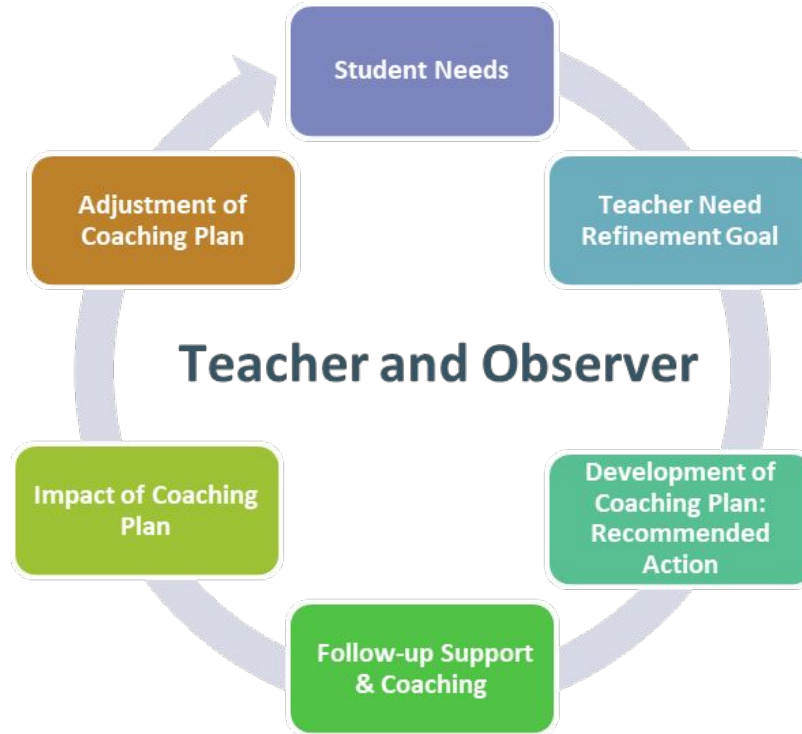 Student Needs
Teacher Need
Refinement Goal
Development of
Coaching Plan:
Recommended
Action
Follow-up Support
& Coaching
Impact of Coaching
Plan
Adjustment of
Coaching Plan
Teacher and Observer